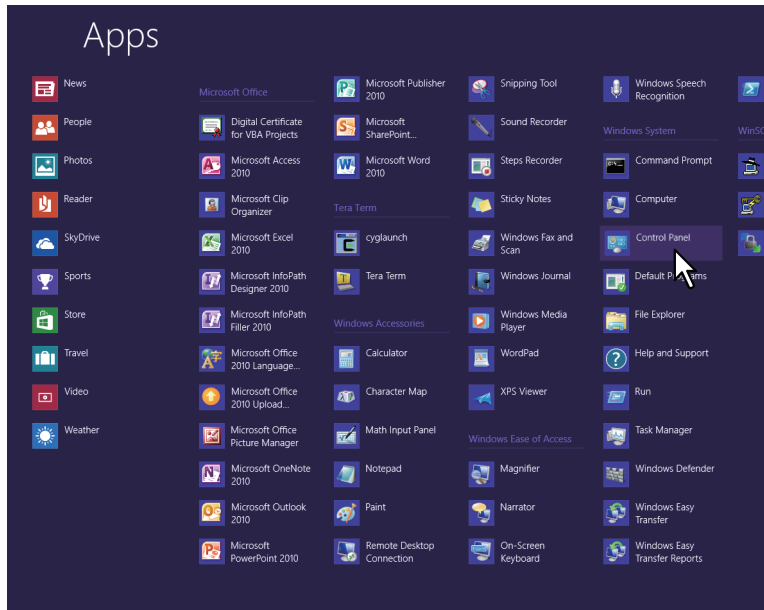 Apps
News
People
Photos
Reader
SkyDrive
Sports
Store
Travel
Video
Weather
Microsoft Office
Digital Certificate
for VBA Projects
Microsoft Access
2010
Microsoft Clip
Organizer
Microsoft Excel
2010
Microsoft InfoPath
Designer 2010
Microsoft InfoPath
Filler 2010
Microsoft Office
2010 Language...
Microsoft Office
2010 Upload...
Microsoft Office
Picture Manager
Microsoft OneNote
2010
Microsoft Outlook
2010
Microsoft
PowerPoint 2010
Microsoft Publisher
2010
Microsoft
SharePoint...
Microsoft Word
2010
Tera Term
cyglaunch
Tera Term
Windows Accessories
Calculator
Character Map
Math Input Panel
Notepad
Paint
Remote Desktop
Connection
Snipping Tool
Sound Recorder
Steps Recorder
Sticky Notes
Windows Fax and
Scan
Windows Journal
Windows Media
Player
WordPad
XPS Viewer
Windows Ease of Access
Magnifier
Narrator
On-Screen
Keyboard
Windows Speech
Recognition
Windows System
Command Prompt
Computer
Control Panel
Default
File Explorer
Help and Support
Run
Task Manager
Windows Defender
Windows Easy
Transfer
Windows Easy
Transfer Reports